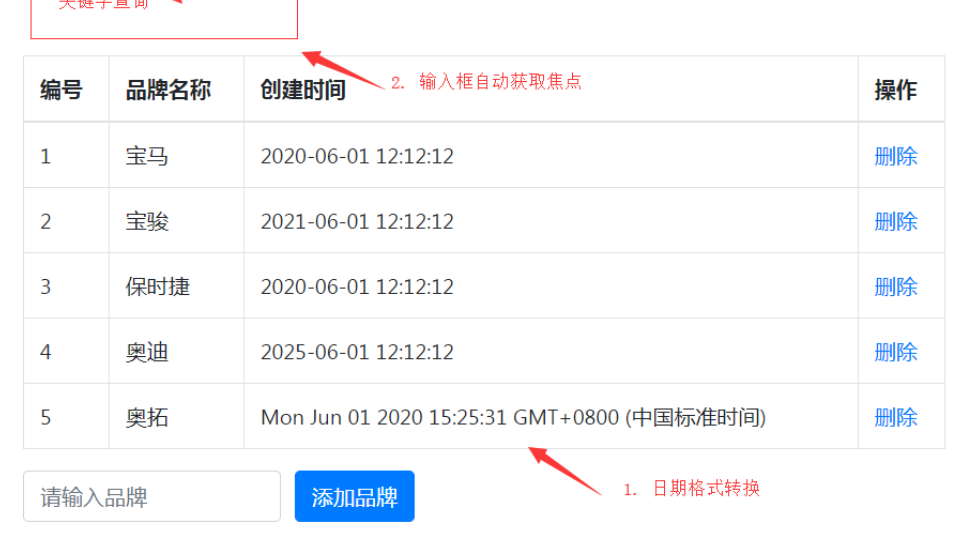 关键字查询
编号 品牌名称 创建时间 操作
2. 输入框自动获取焦点
1 宝马 2020-06-01 12:12:12 删除
2 宝骏 2021-06-01 12:12:12 删除
3 保时捷 2020-06-01 12:12:12 删除
4 奥迪 2025-06-01 12:12:12 删除
5 奥拓 Mon Jun 01 2020 15:25:31 GMT+0800 (中国标准时间) 删除
请输入品牌 添加品牌
1. 日期格式转换